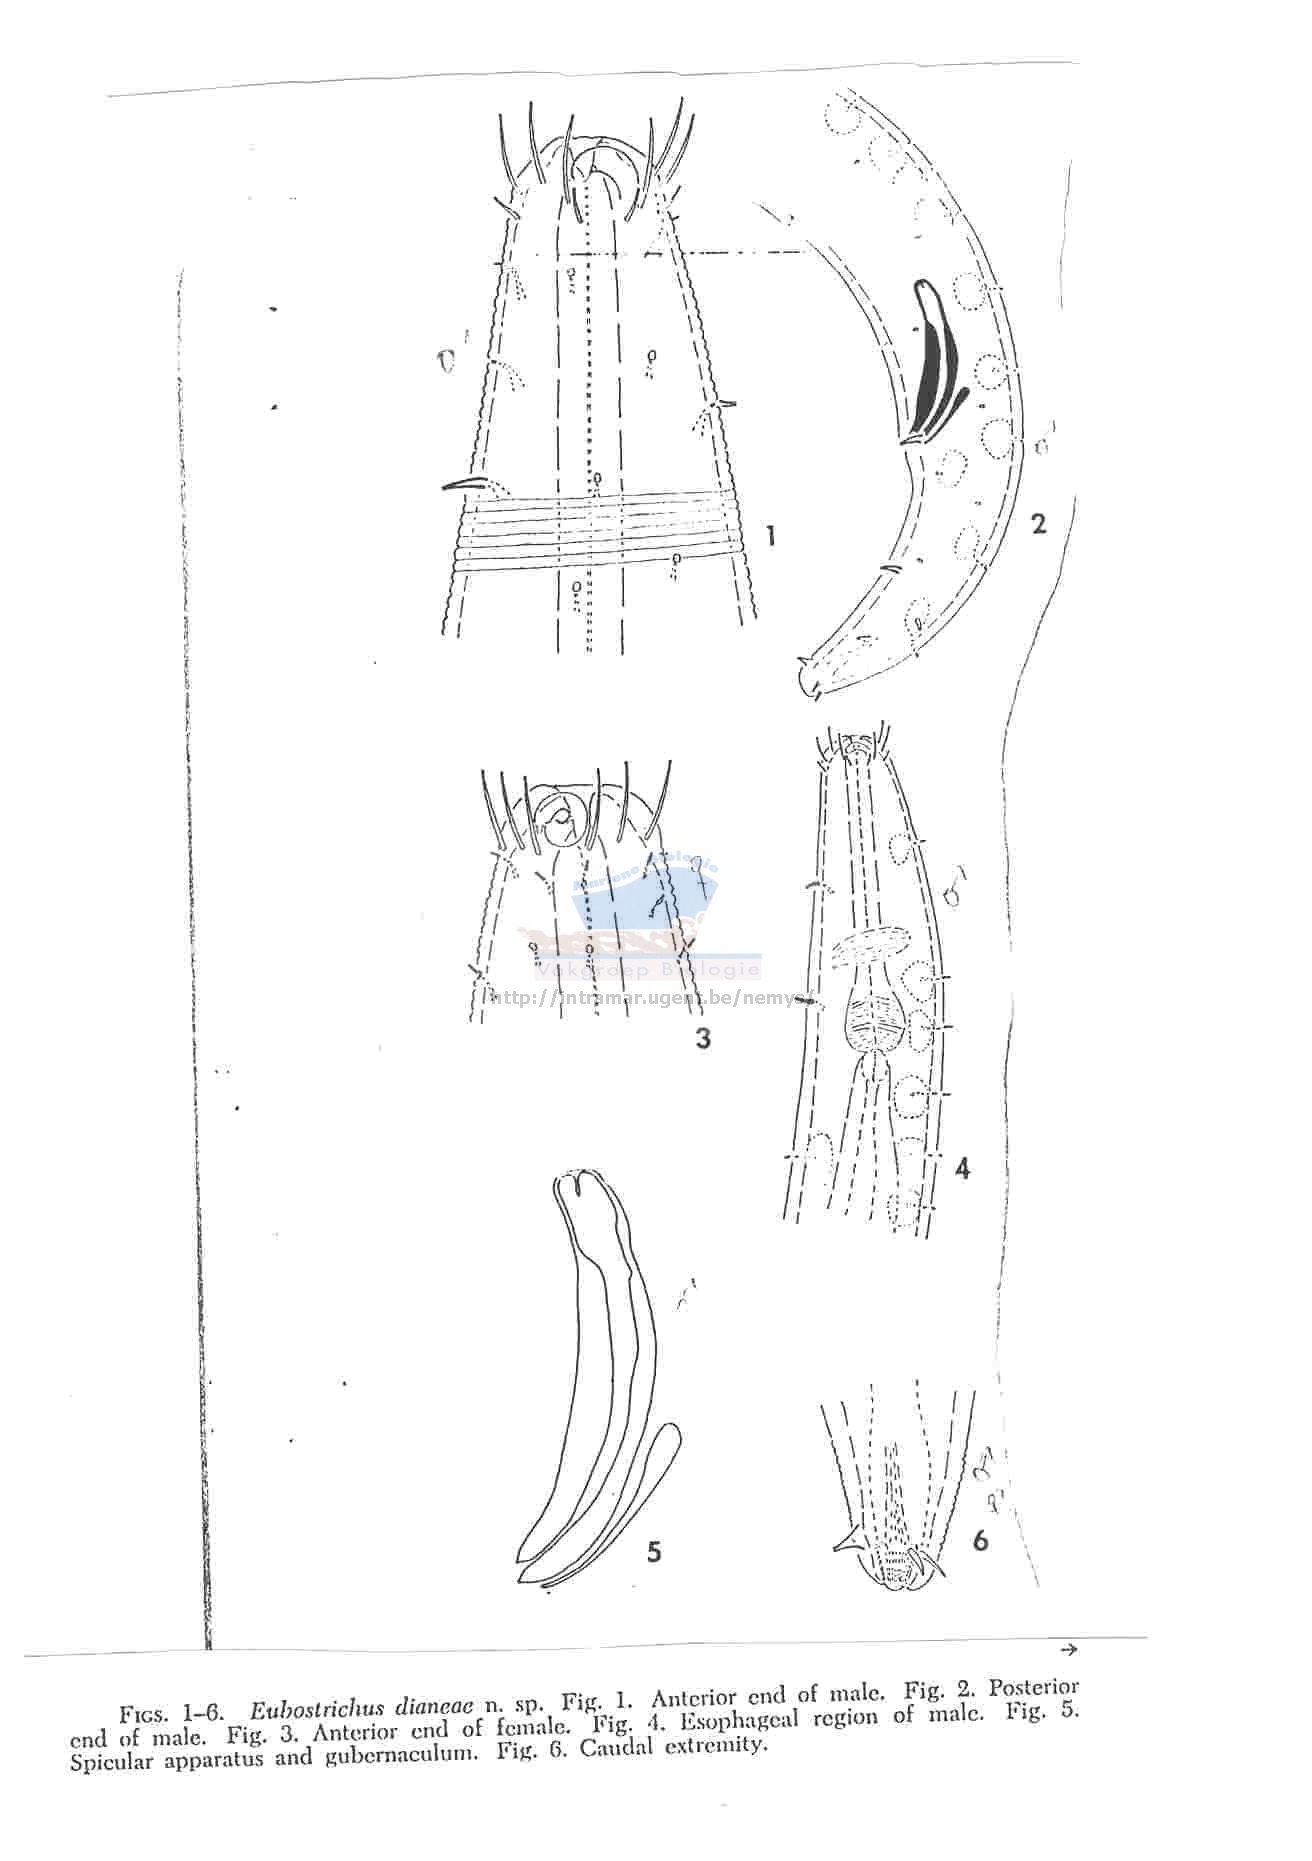 1
2
Mariene Biologie
Vakgroep Biologie
http://intramar.ugent.be/nemys/
3
4
5
6
→
FIGS. 1–6. Eubostrichus dianeae n. sp. Fig. 1. Anterior end of male. Fig. 2. Posterior
end of male. Fig. 3. Anterior end of female. Fig. 4. Esophageal region of male. Fig. 5.
Spicular apparatus and gubernaculum. Fig. 6. Caudal extremity.